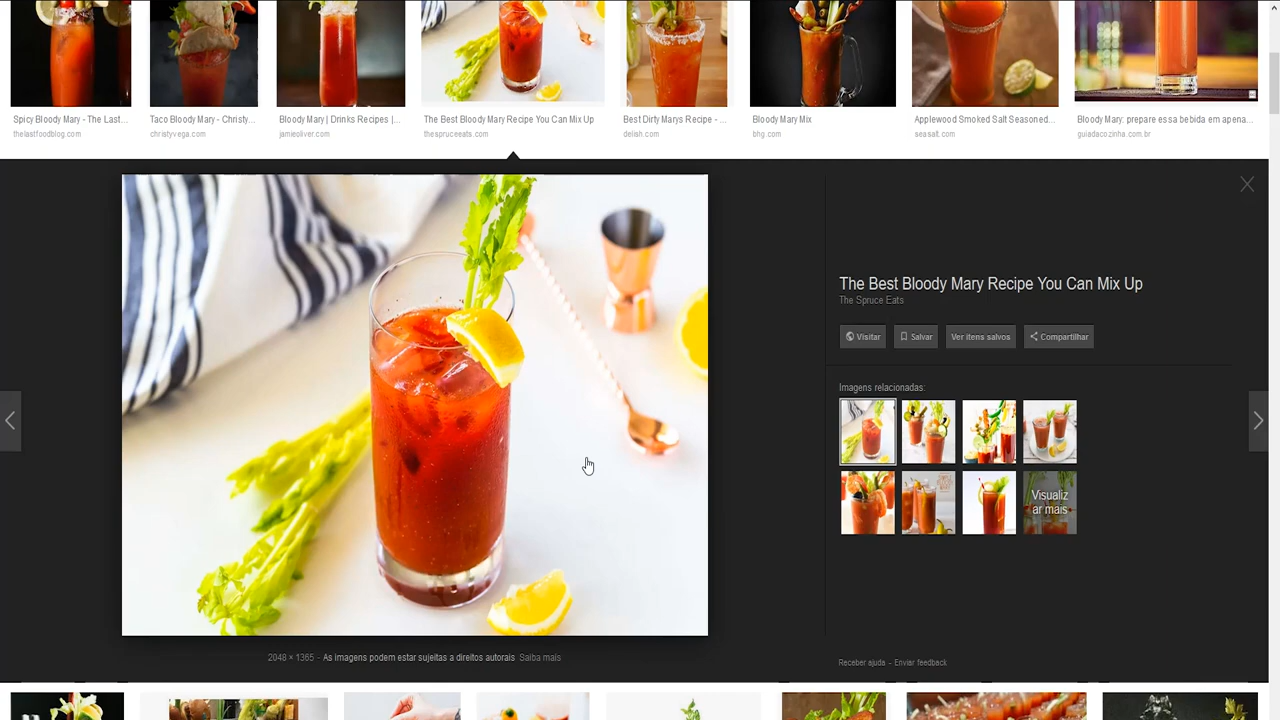 Spicy Bloody Mary - The Last...
thelastfoodblog.com
Taco Bloody Mary - Christy...
christyvega.com
Bloody Mary | Drinks Recipes |...
jamieoliver.com
The Best Bloody Mary Recipe You Can Mix Up
thespruceeats.com
Best Dirty Marys Recipe - ...
delish.com
Bloody Mary Mix
bhg.com
Applewood Smoked Salt Seasoned...
seasalt.com
Bloody Mary: prepare essa bebida em apena...
guiadacozinha.com.br
The Best Bloody Mary Recipe You Can Mix Up
The Spruce Eats
Visitar
Salvar
Ver itens salvos
Compartilhar
Imagens relacionadas:
Visualiz
ar mais
2048 × 1365 - As imagens podem estar sujeitas a direitos autorais Saiba mais
Receber ajuda – Enviar feedback